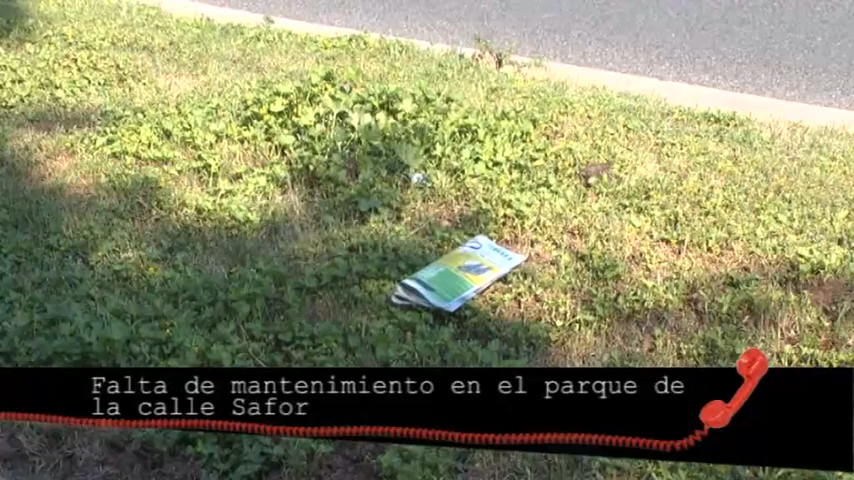 Falta de mantenimiento en el parque de
la calle Safor